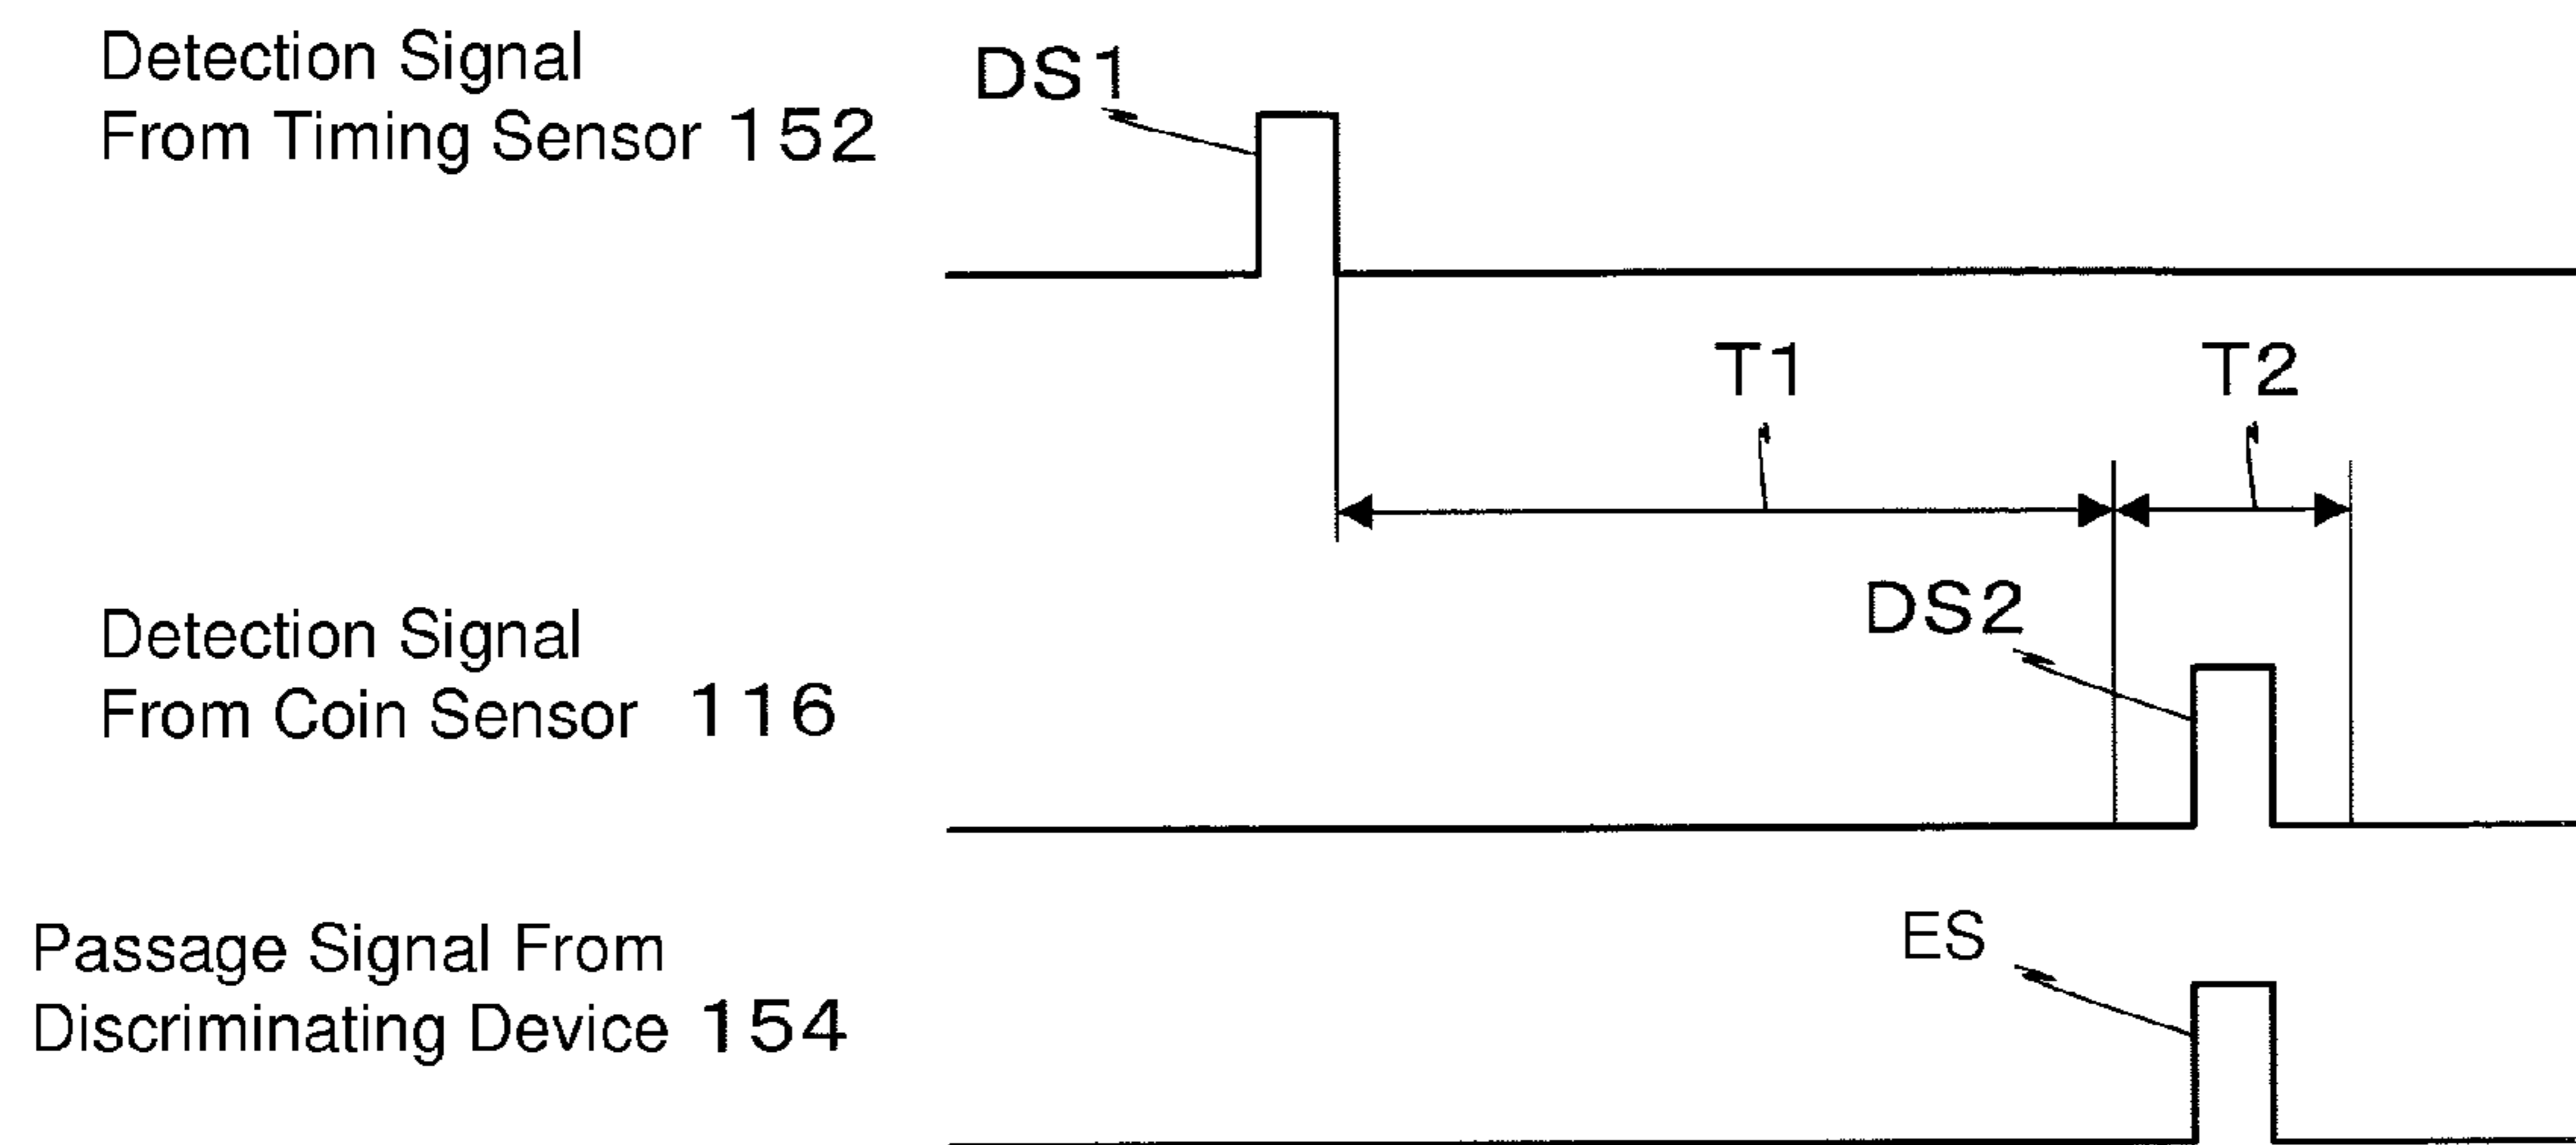 Detection Signal
From Timing Sensor 152
DS1
T1
T2
Detection Signal
From Coin Sensor 116
DS2
Passage Signal From
Discriminating Device 154
ES